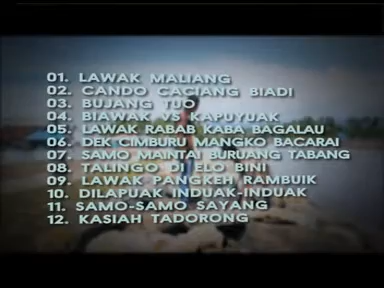 01. LAWAK MALIANG
02. CANDO CACIANG BIADI
03. BUJANG TUO
04. BIAWAK VS KAPUYUAK
05. LAWAK RABAB KABA BAGALAU
06. DEK CIMBURU MANGKO BACARAI
07. SAMO MAINTAI BURUANG TABANG
08. TALINGO DI ELO BINI
09. LAWAK PANGKEH RAMBUIK
10. DILAPUAK INDUAK-INDUAK
11. SAMO-SAMO SAYANG
12. KASIAH TADORONG